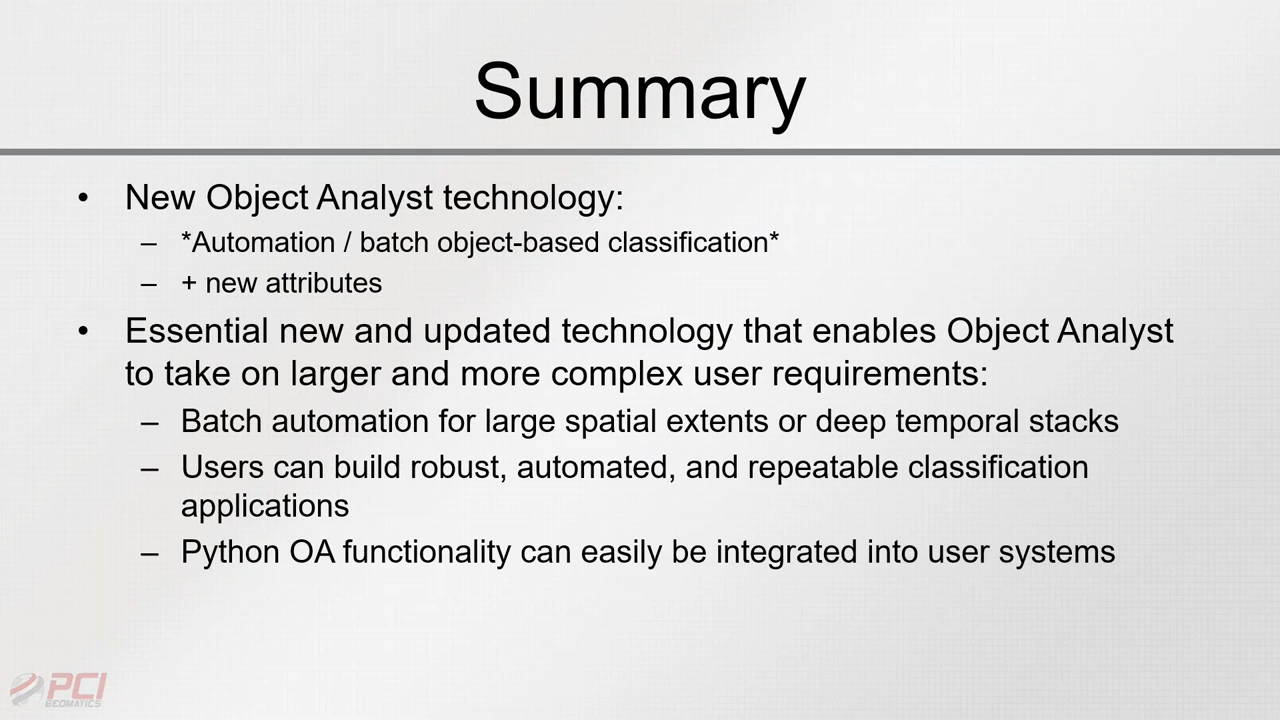 Summary
• New Object Analyst technology:
– *Automation / batch object-based classification*
– + new attributes
• Essential new and updated technology that enables Object Analyst
to take on larger and more complex user requirements:
– Batch automation for large spatial extents or deep temporal stacks
– Users can build robust, automated, and repeatable classification
applications
– Python OA functionality can easily be integrated into user systems
PCI
GEOMATICS